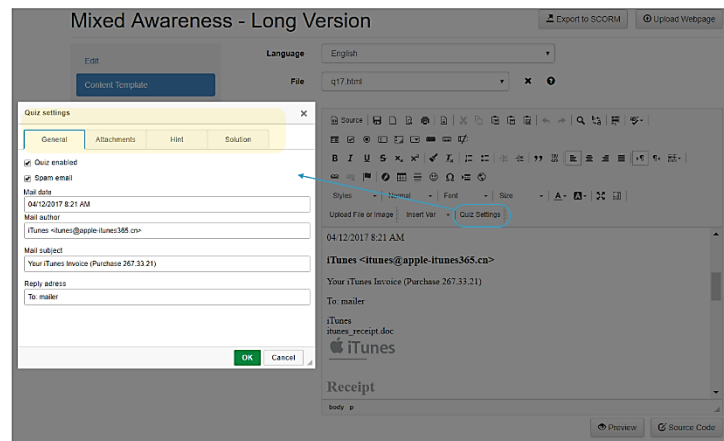 Mixed Awareness - Long Version
Export to SCORM
Upload Webpage
Edit
Content Template
Language
English
File
q17.html
Quiz settings
General
Attachments
Hint
Solution
Quiz enabled
Spam email
Mail date
04/12/2017 8:21 AM
Mail author
iTunes <itunes@apple-itunes365.cn>
Mail subject
Your iTunes Invoice (Purchase 267.33.21)
Reply adress
To: mailer
OK
Cancel
Source
B I U S x₂ x²
Styles
Normal
Font
Size
Upload File or Image
Insert Var
Quiz Settings
04/12/2017 8:21 AM
iTunes <itunes@apple-itunes365.cn>
Your iTunes Invoice (Purchase 267.33.21)
To: mailer
iTunes
itunes_receipt.doc
iTunes
Receipt
body p
Preview
Source Code